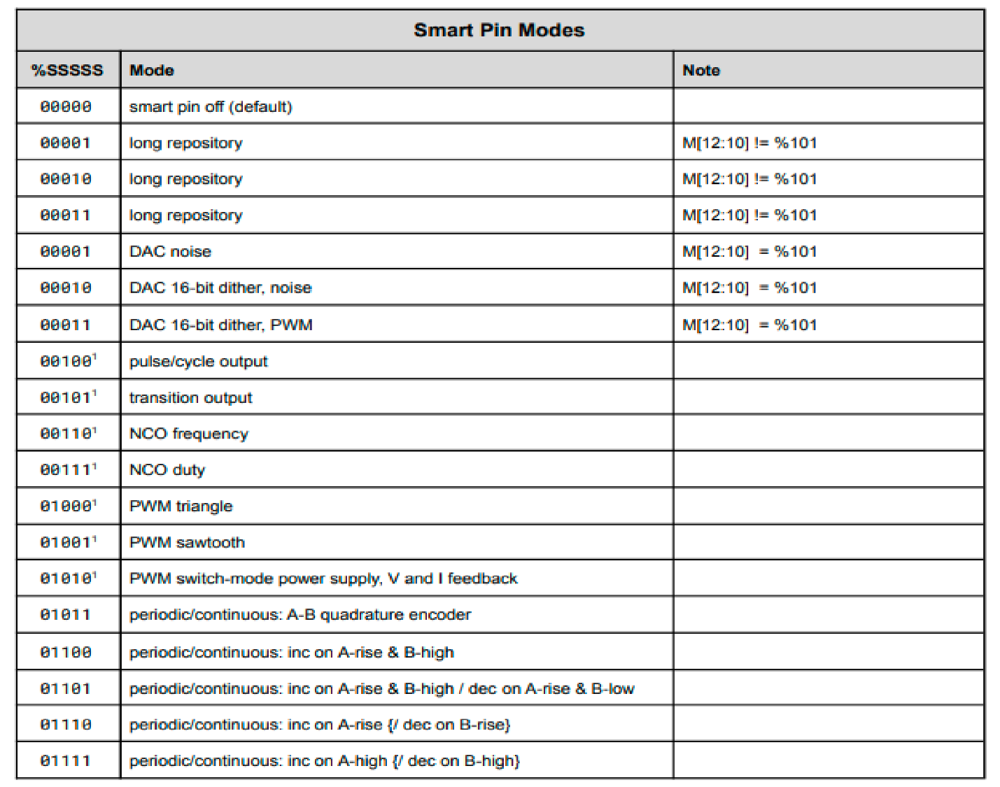 Smart Pin Modes
%SSSSS Mode Note
00000 smart pin off (default)
00001 long repository M[12:10] != %101
00010 long repository M[12:10] != %101
00011 long repository M[12:10] != %101
00001 DAC noise M[12:10] = %101
00010 DAC 16-bit dither, noise M[12:10] = %101
00011 DAC 16-bit dither, PWM M[12:10] = %101
00100¹ pulse/cycle output
00101¹ transition output
00110¹ NCO frequency
00111¹ NCO duty
01000¹ PWM triangle
01001¹ PWM sawtooth
01010¹ PWM switch-mode power supply, V and I feedback
01011 periodic/continuous: A-B quadrature encoder
01100 periodic/continuous: inc on A-rise & B-high
01101 periodic/continuous: inc on A-rise & B-high / dec on A-rise & B-low
01110 periodic/continuous: inc on A-rise {/ dec on B-rise}
01111 periodic/continuous: inc on A-high {/ dec on B-high}